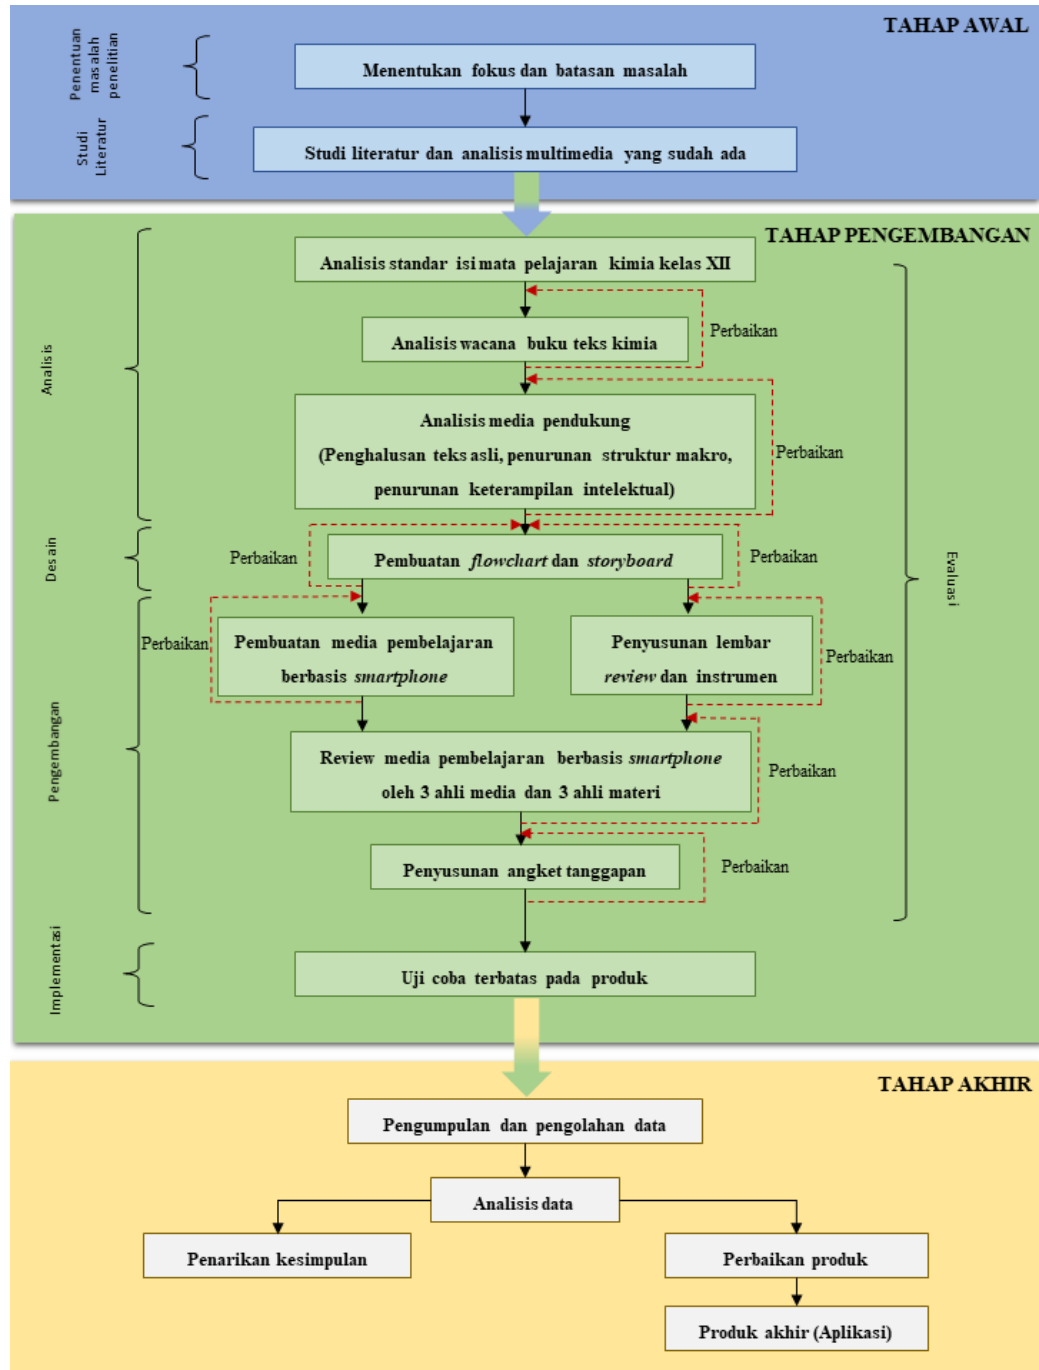 TAHAP AWAL
Penentuan
masalah
penelitian
Menentukan fokus dan batasan masalah
Studi
Literatur
Studi literatur dan analisis multimedia yang sudah ada
TAHAP PENGEMBANGAN
Analisis
Analisis standar isi mata pelajaran kimia kelas XII
Perbaikan
Analisis wacana buku teks kimia
Analisis media pendukung
(Penghalusan teks asli, penurunan struktur makro,
penurunan keterampilan intelektual)
Perbaikan
Desain
Perbaikan
Pembuatan flowchart dan storyboard
Perbaikan
Evaluasi
Pengembangan
Perbaikan
Pembuatan media pembelajaran
berbasis smartphone
Penyusunan lembar
review dan instrumen
Perbaikan
Review media pembelajaran berbasis smartphone
oleh 3 ahli media dan 3 ahli materi
Perbaikan
Penyusunan angket tanggapan
Perbaikan
Implementasi
Uji coba terbatas pada produk
TAHAP AKHIR
Pengumpulan dan pengolahan data
Analisis data
Penarikan kesimpulan
Perbaikan produk
Produk akhir (Aplikasi)